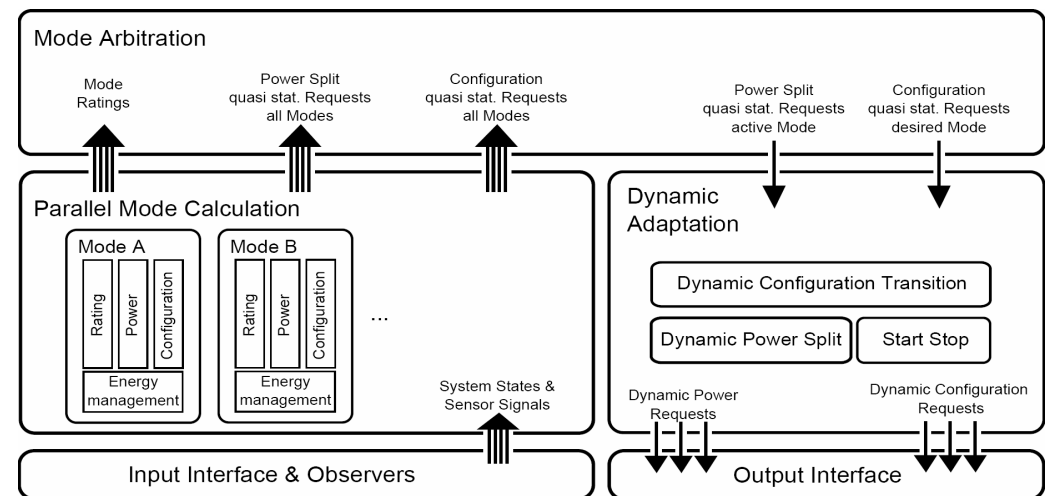 Mode Arbitration
Mode
Ratings
Power Split
quasi stat. Requests
all Modes
Configuration
quasi stat. Requests
all Modes
Power Split
quasi stat. Requests
active Mode
Configuration
quasi stat. Requests
desired Mode
Parallel Mode Calculation
Mode A
Rating
Power
Configuration
Energy
management
Mode B
Rating
Power
Configuration
Energy
management
...
System States &
Sensor Signals
Dynamic
Adaptation
Dynamic Configuration Transition
Dynamic Power Split
Start Stop
Dynamic Power
Requests
Dynamic Configuration
Requests
Input Interface & Observers
Output Interface